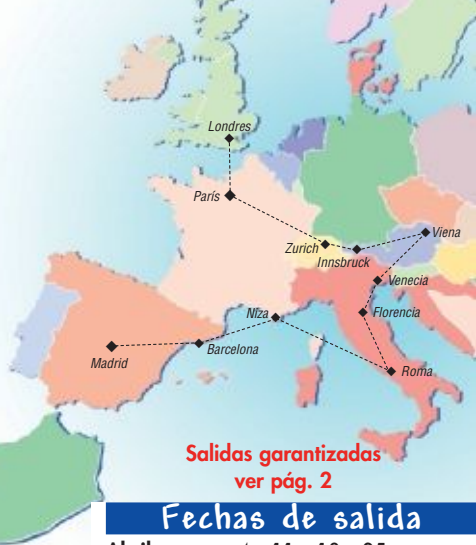 Londres
París
Zurich
Innsbruck
Viena
Venecia
Florencia
Niza
Barcelona
Madrid
Roma
Salidas garantizadas
ver pág. 2
Fechas de salida